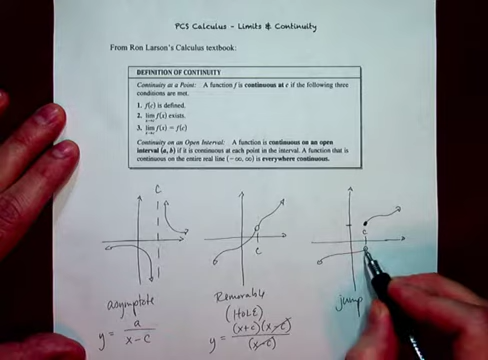 PCS Calculus - Limits & Continuity
From Ron Larson's Calculus textbook:
DEFINITION OF CONTINUITY
Continuity at a Point: A function f is continuous at c if the following three
conditions are met.
1. f(c) is defined.
2. lim f(x) exists.
x→c
3. lim f(x) = f(c)
x→c
Continuity on an Open Interval: A function is continuous on an open
interval (a, b) if it is continuous at each point in the interval. A function that is
continuous on the entire real line (−∞, ∞) is everywhere continuous.
C
C
C
asymptote
Removable
(HOLE)
jump
y = a / x - c
y = (x+c)(x-c) / (x-c)